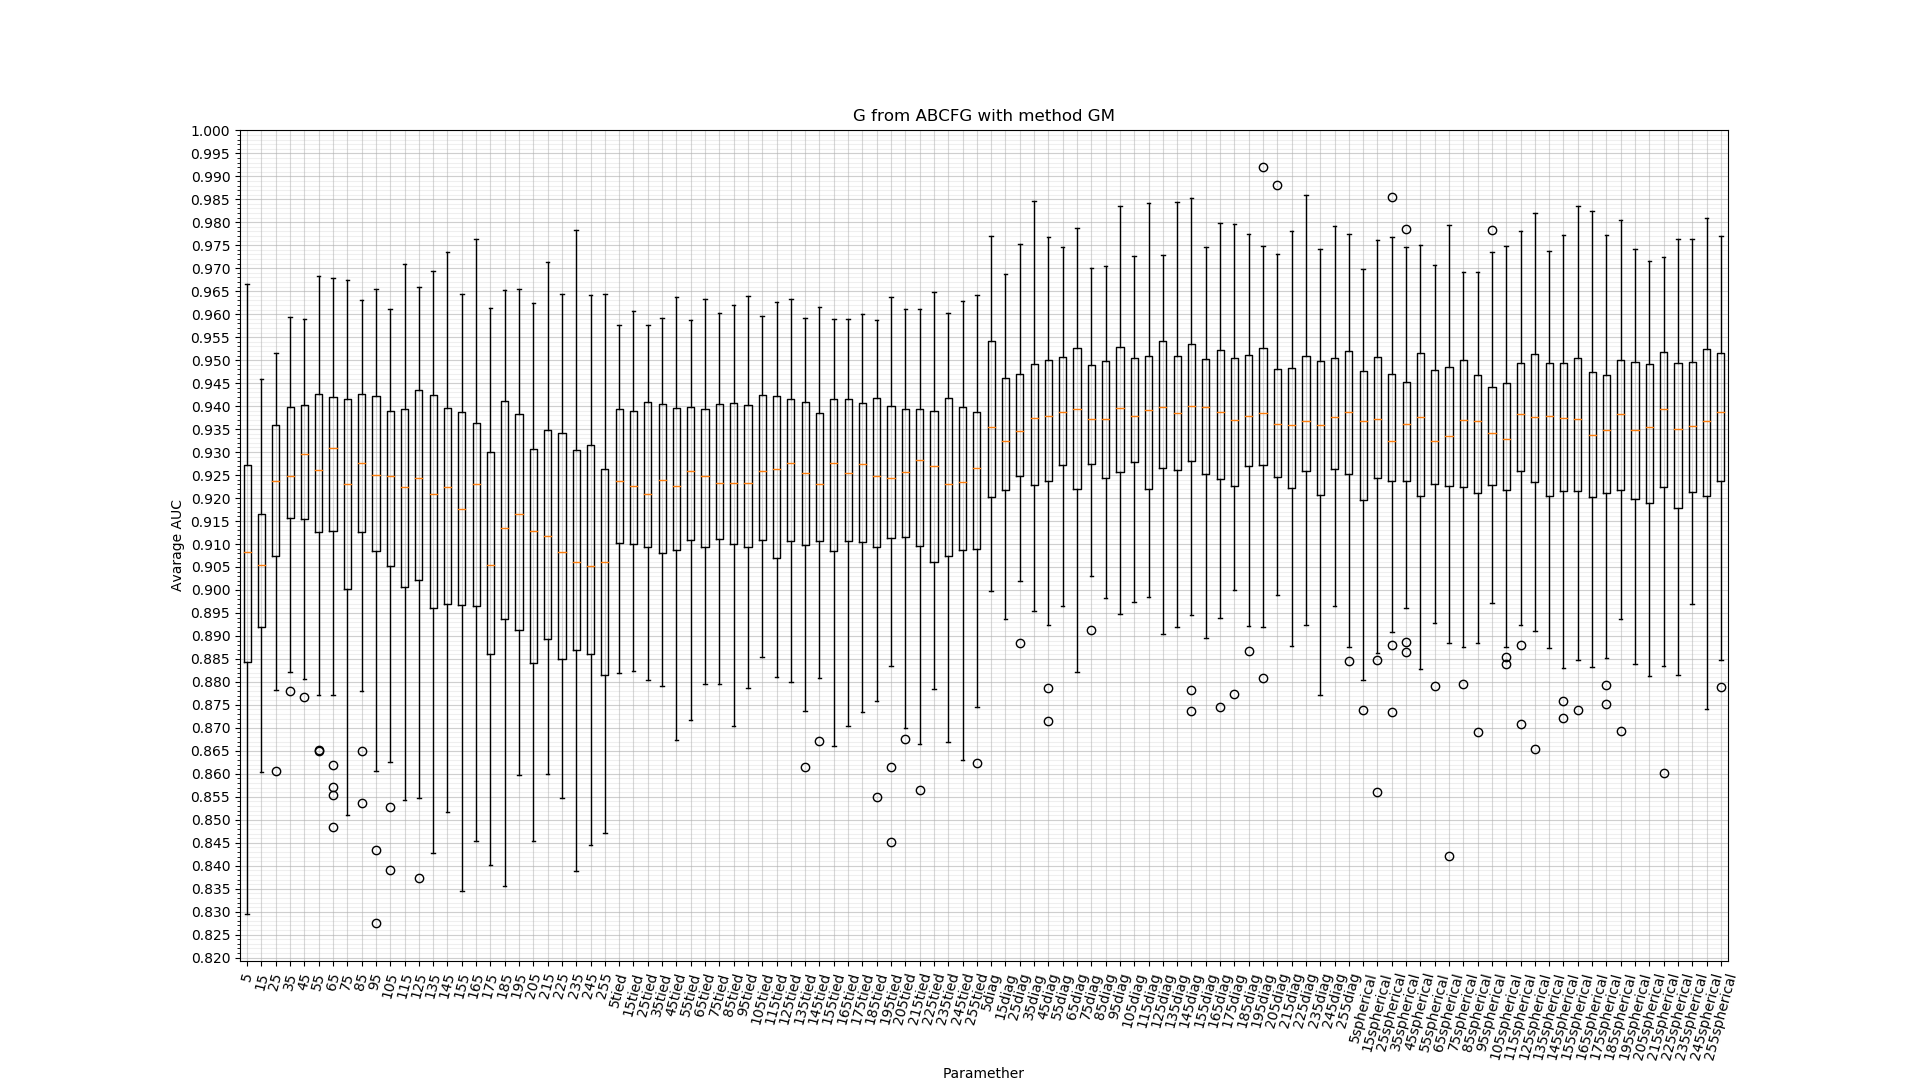 G from ABCFG with method GM
1.000
0.995
0.990
0.985
0.980
0.975
0.970
0.965
0.960
0.955
0.950
0.945
0.940
0.935
0.930
0.925
0.920
0.915
0.910
0.905
0.900
0.895
0.890
0.885
0.880
0.875
0.870
0.865
0.860
0.855
0.850
0.845
0.840
0.835
0.830
0.825
0.820
Avarage AUC
5
15
25
35
45
55
65
75
85
95
105
115
125
135
145
155
165
175
185
195
205
215
225
235
245
255
5tied
15tied
25tied
35tied
45tied
55tied
65tied
75tied
85tied
95tied
105tied
115tied
125tied
135tied
145tied
155tied
165tied
175tied
185tied
195tied
205tied
215tied
225tied
235tied
245tied
255tied
5diag
15diag
25diag
35diag
45diag
55diag
65diag
75diag
85diag
95diag
105diag
115diag
125diag
135diag
145diag
155diag
165diag
175diag
185diag
195diag
205diag
215diag
225diag
235diag
245diag
255diag
5spherical
15spherical
25spherical
35spherical
45spherical
55spherical
65spherical
75spherical
85spherical
95spherical
105spherical
115spherical
125spherical
135spherical
145spherical
155spherical
165spherical
175spherical
185spherical
195spherical
205spherical
215spherical
225spherical
235spherical
245spherical
255spherical
Paramether